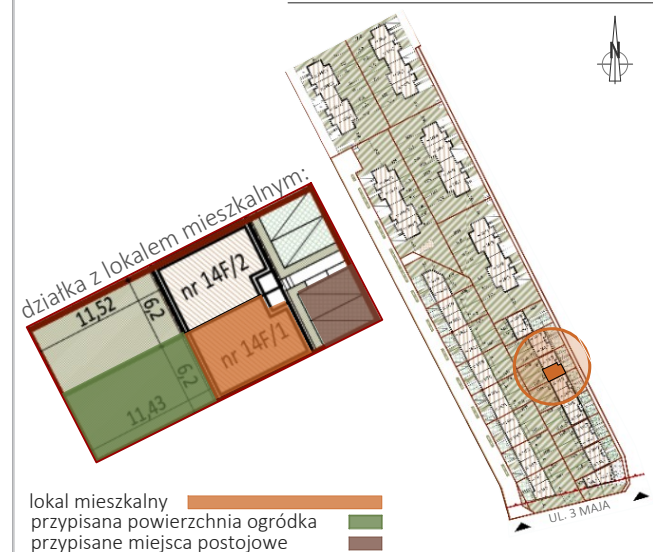 działka z lokalem mieszkalnym:
11,52
6,2
nr 14F/2
nr 14F/1
6,2
11,43
lokal mieszkalny
przypisana powierzchnia ogródka
przypisane miejsca postojowe
UL. 3 MAJA
N